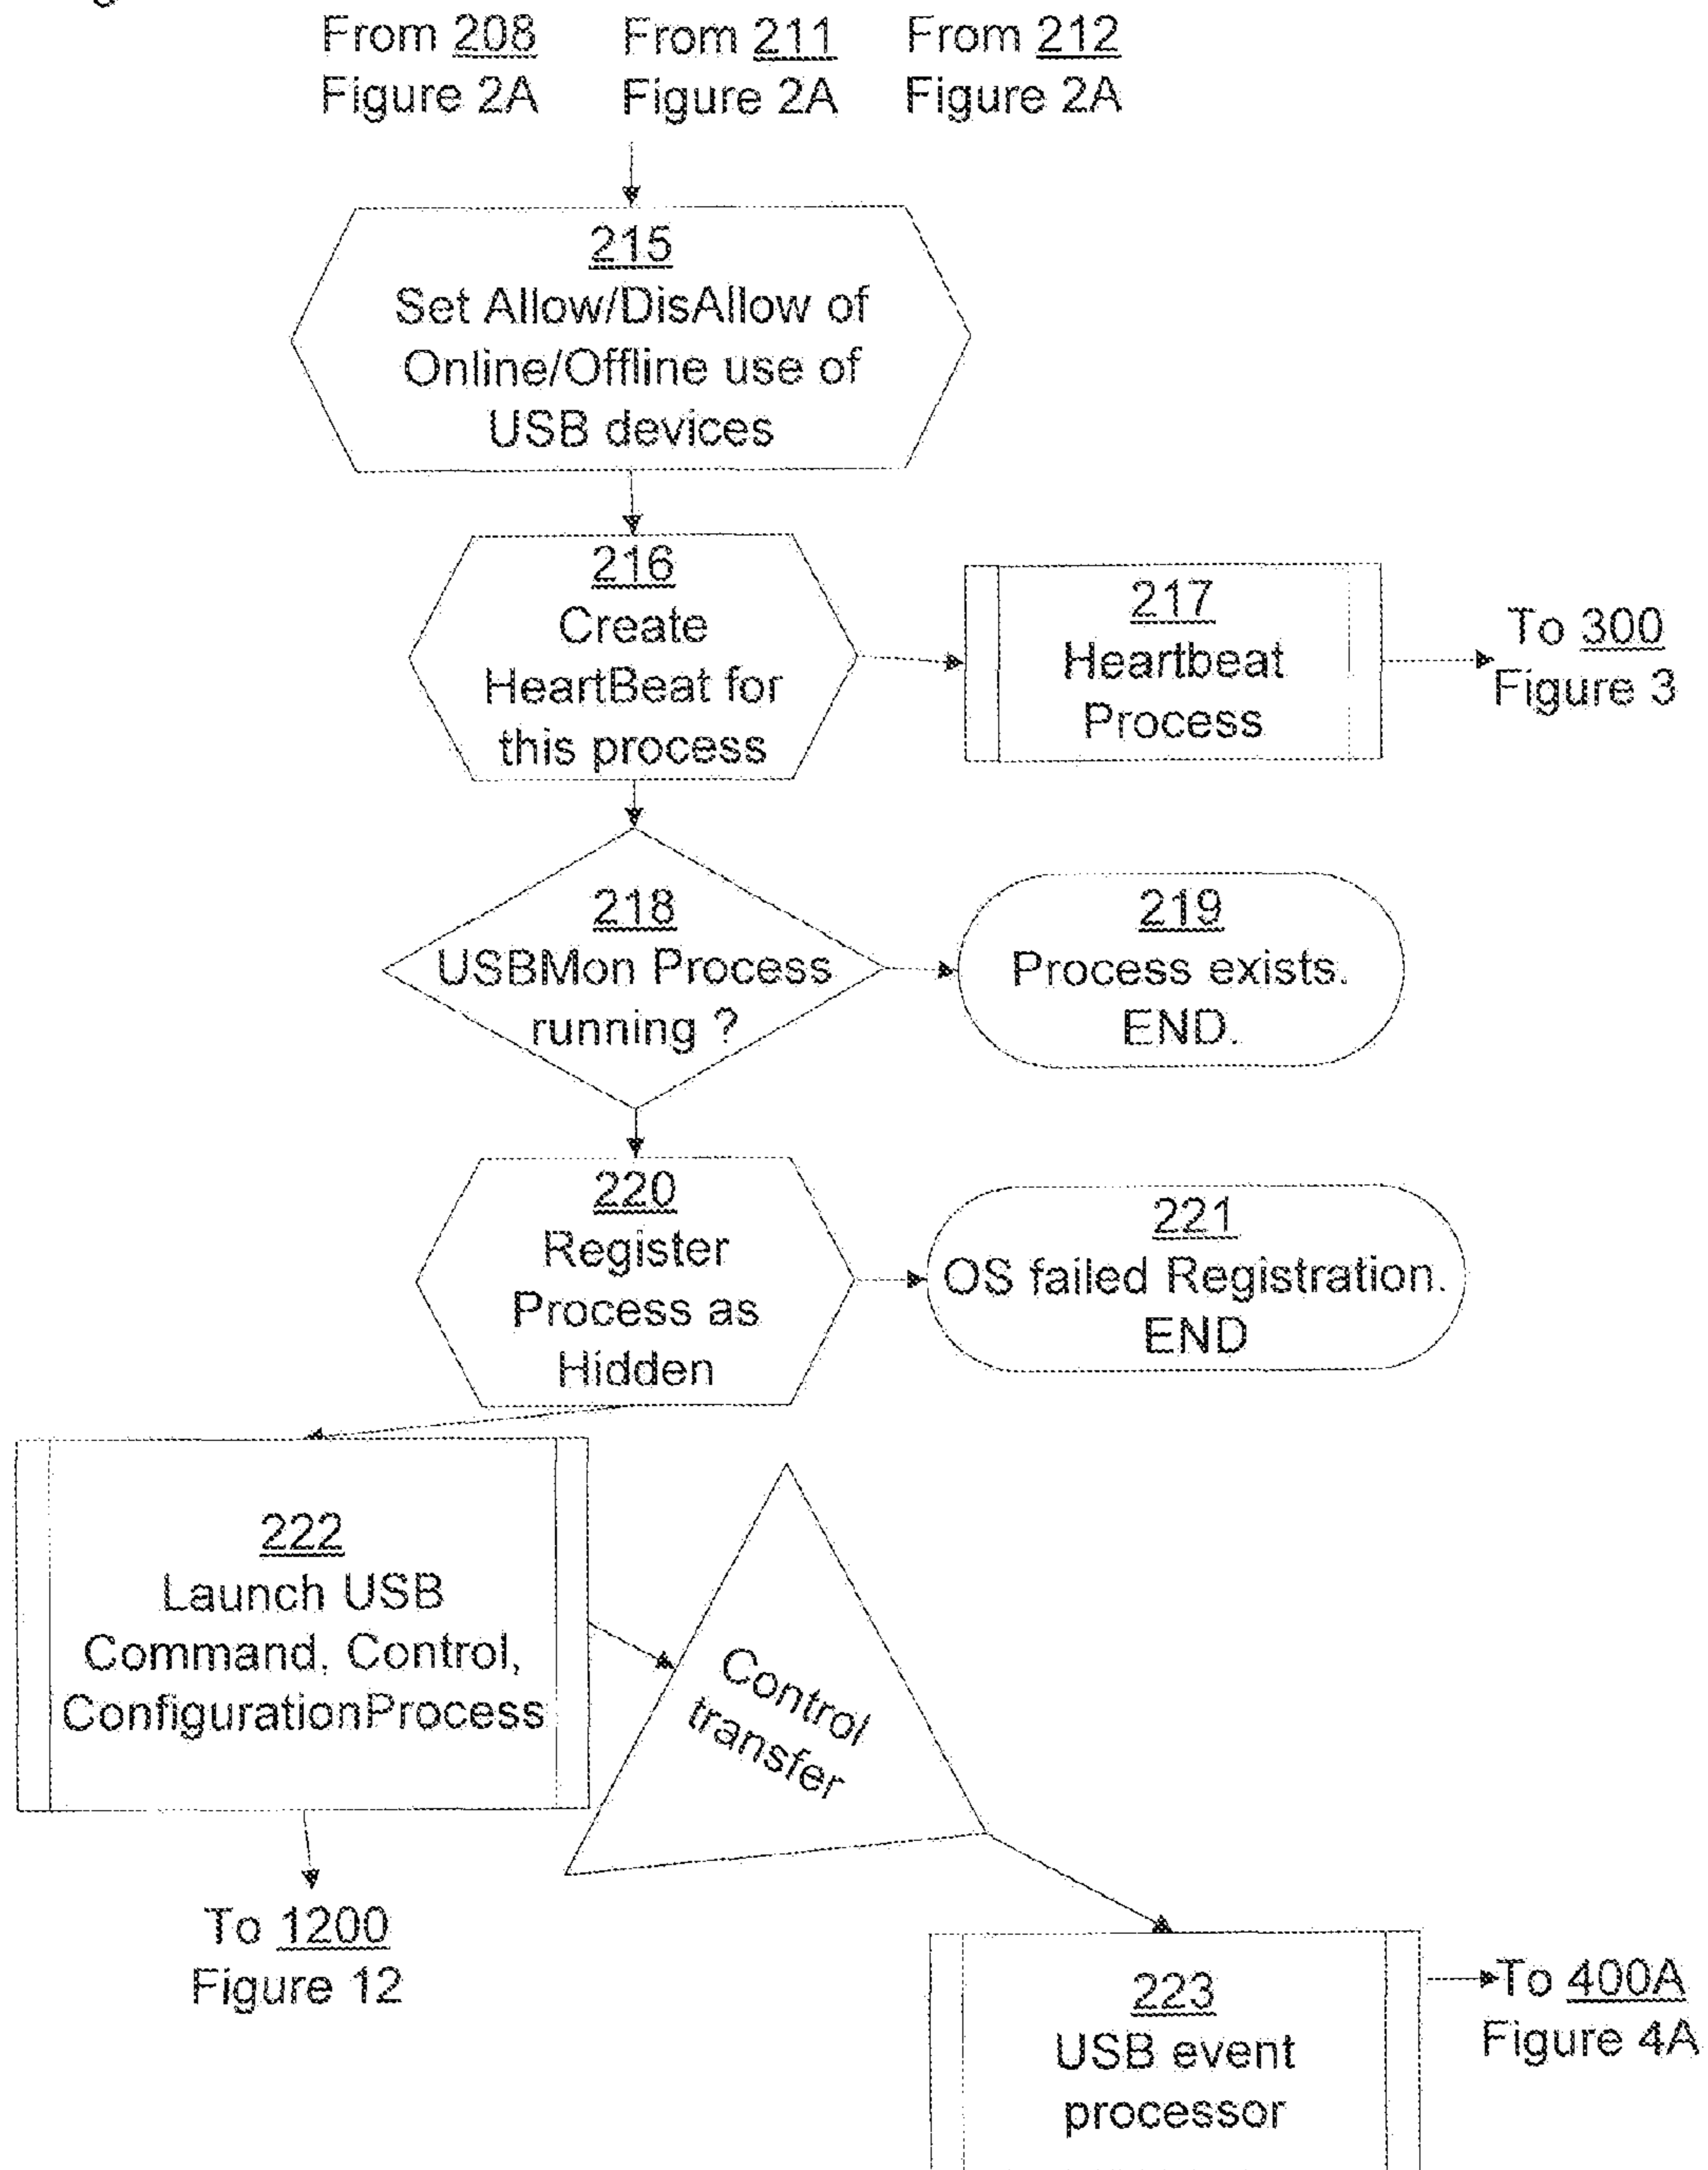 From 208 From 211 From 212
Figure 2A Figure 2A Figure 2A
215
Set Allow/DisAllow of
Online/Offline use of
USB devices
216
Create
HeartBeat for
this process
217
Heartbeat
Process
To 300
Figure 3
218
USBMon Process
running ?
219
Process exists.
END.
220
Register
Process as
Hidden
221
OS failed Registration.
END
222
Launch USB
Command, Control,
ConfigurationProcess
Control
transfer
To 1200
Figure 12
223
USB event
processor
To 400A
Figure 4A